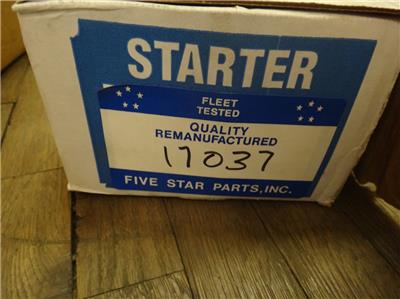 STARTER
FLEET
TESTED
QUALITY
REMANUFACTURED
17037
FIVE STAR PARTS, INC.